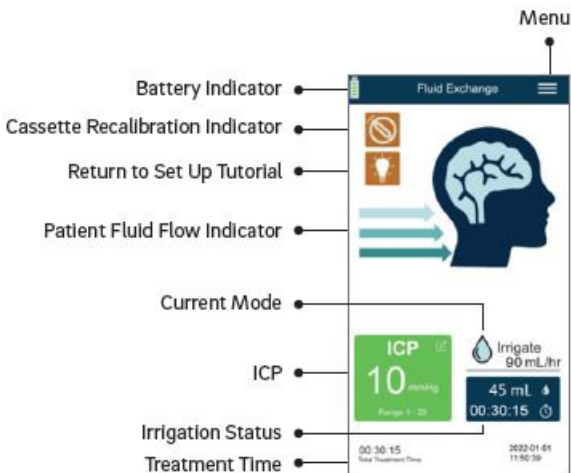 Menu
Battery Indicator
Fluid Exchange
Cassette Recalibration Indicator
Return to Set Up Tutorial
Patient Fluid Flow Indicator
Current Mode
ICP
Irrigate
90 mL/hr
ICP
10 mmHg
Range 1 - 20
45 mL
00:30:15
Irrigation Status
Treatment Time
00:30:15
Total Treatment Time
2022-01-01
11:50:39